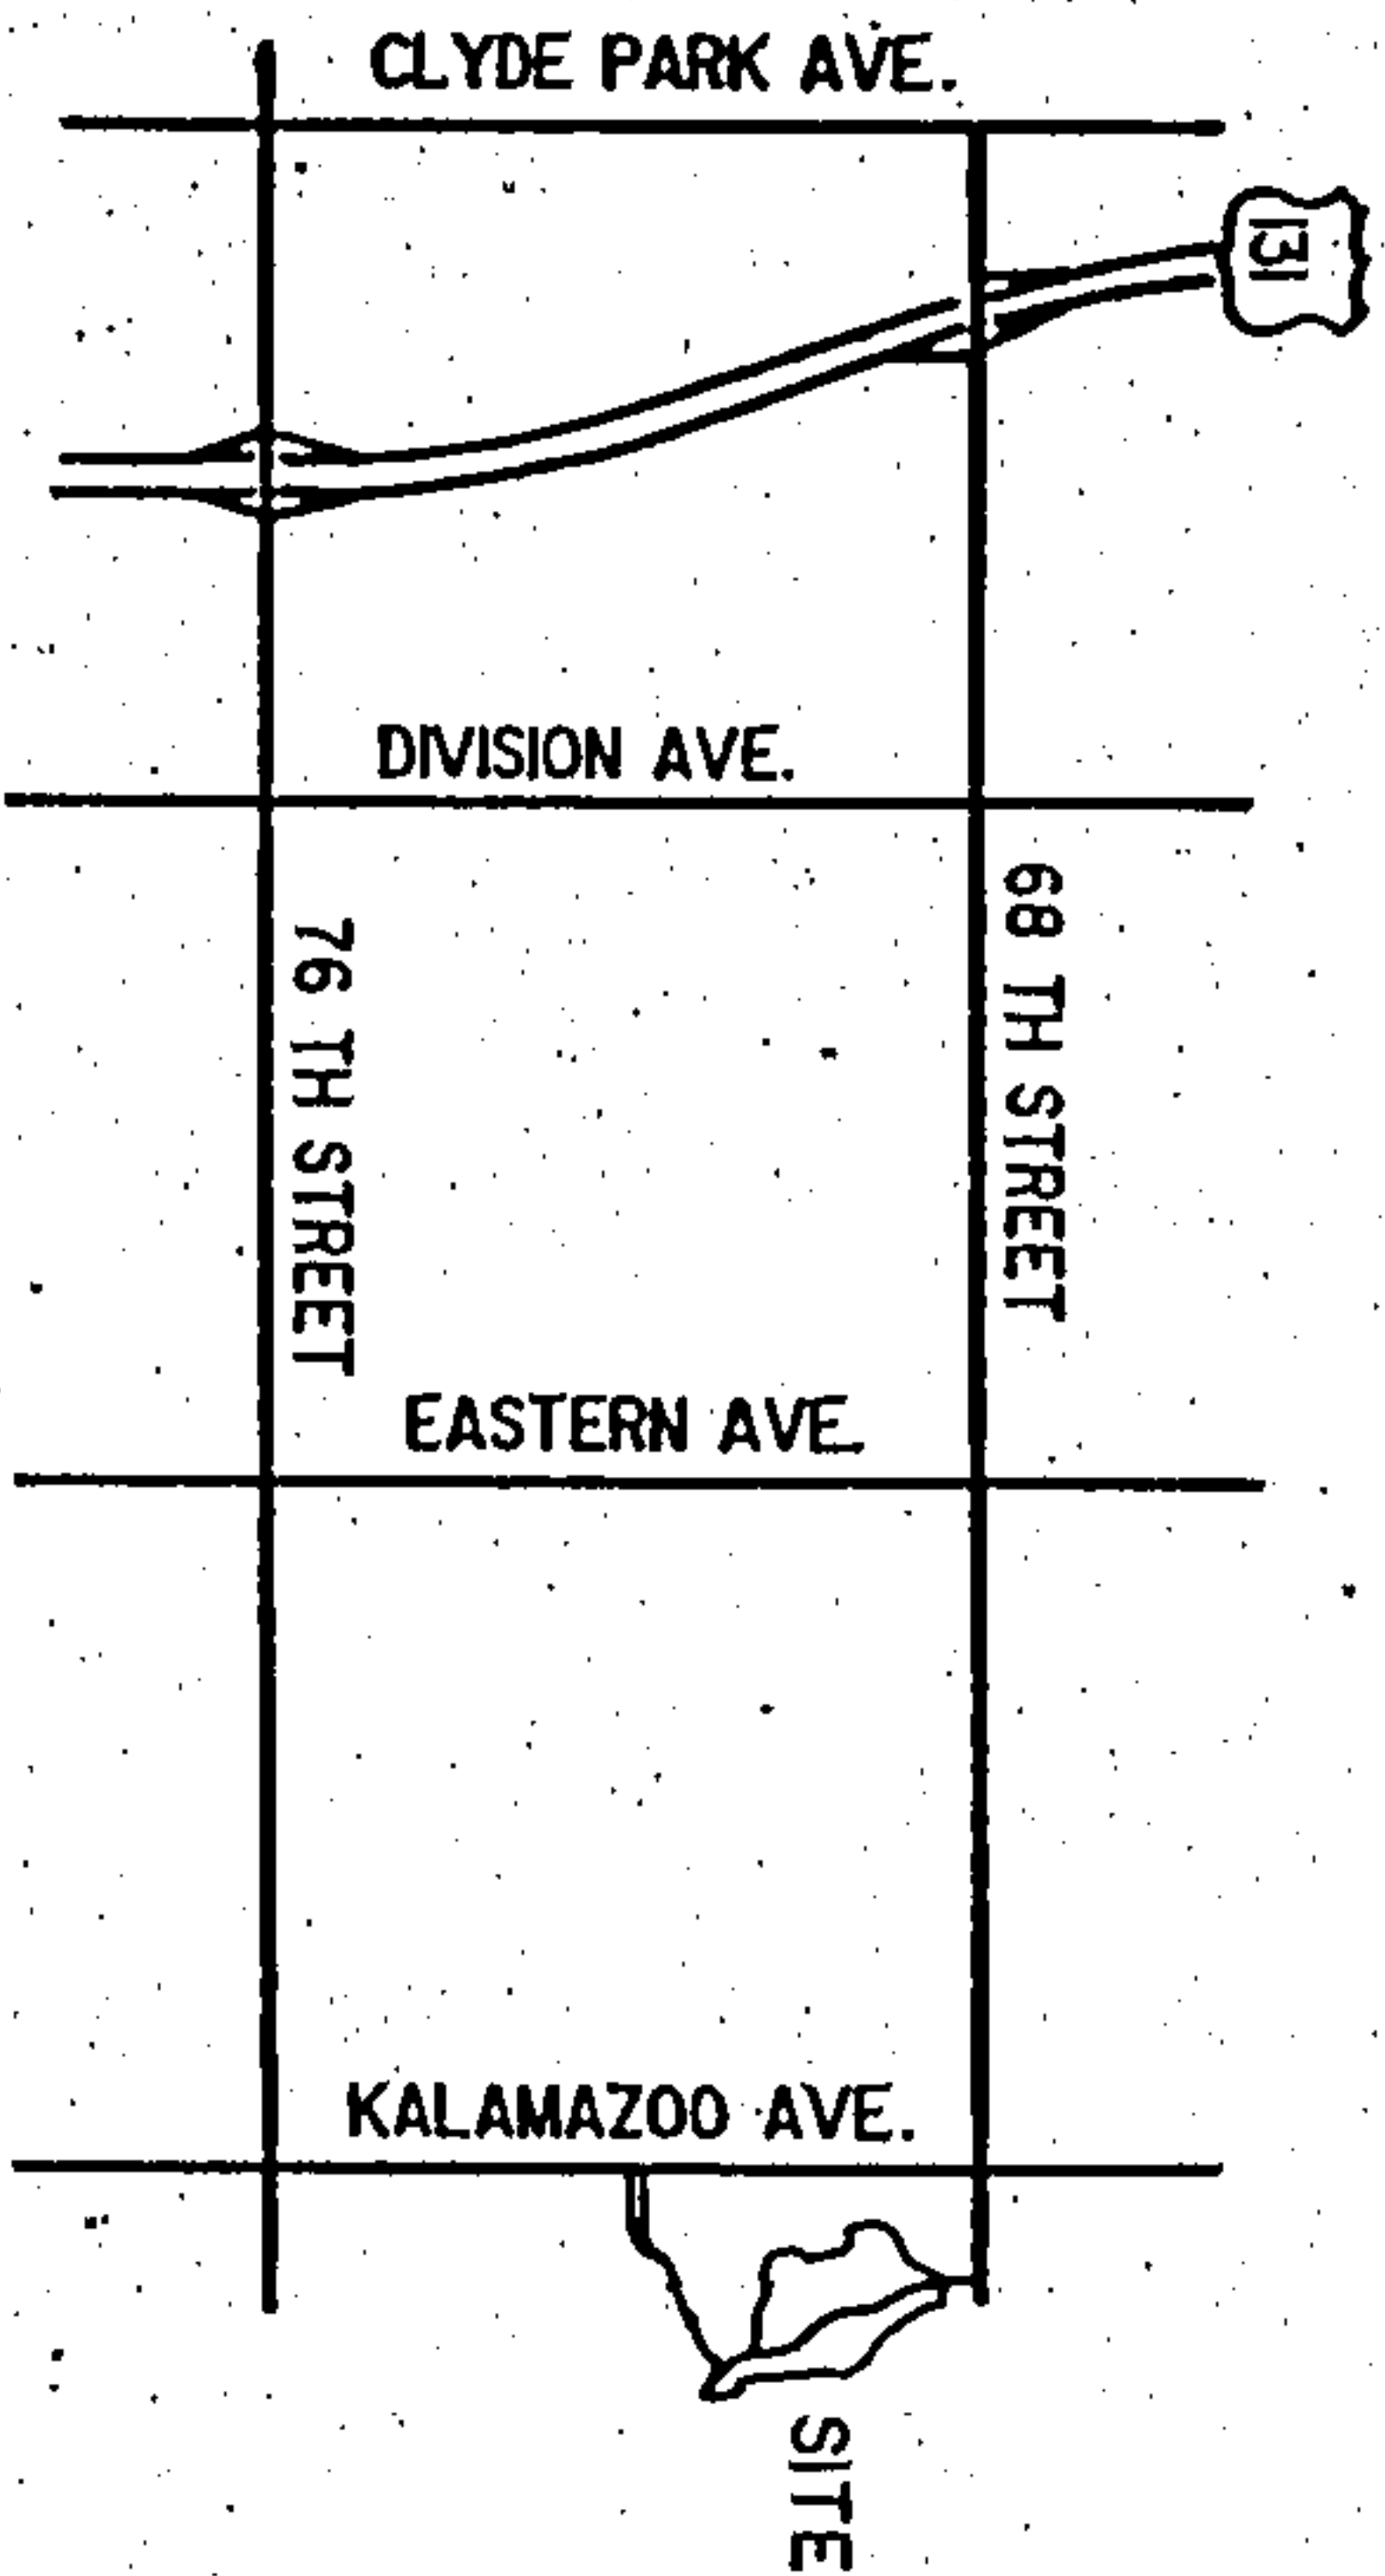 CLYDE PARK AVE.
131
DIVISION AVE.
68 TH STREET
76 TH STREET
EASTERN AVE.
KALAMAZOO AVE.
SITE